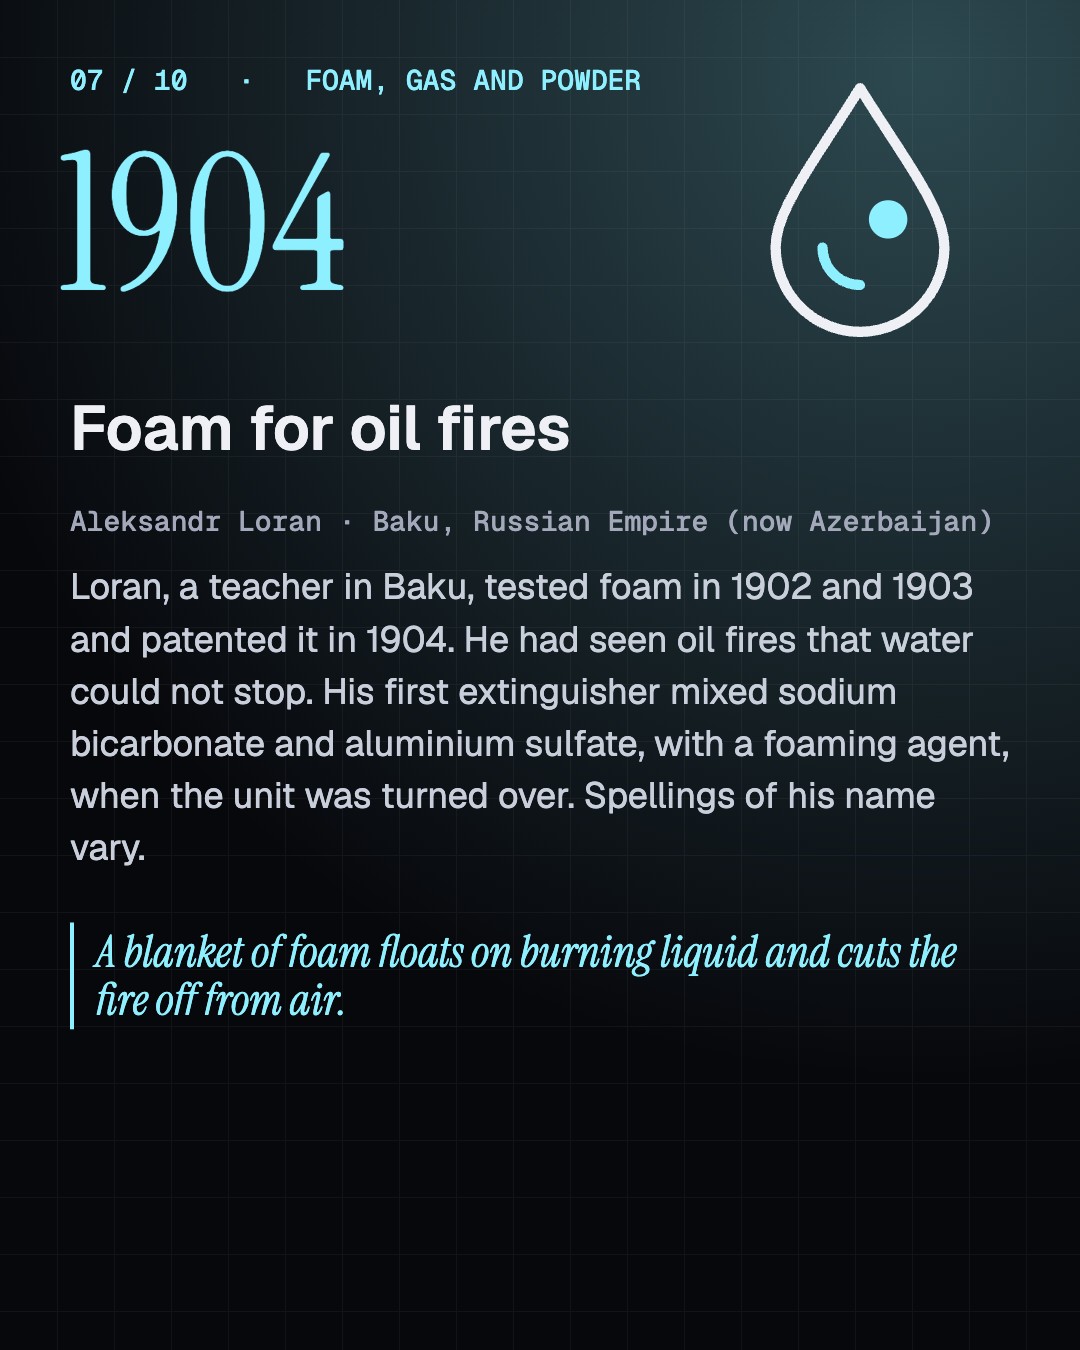 07 / 10 · FOAM, GAS AND POWDER
1904
Foam for oil fires
Aleksandr Loran · Baku, Russian Empire (now Azerbaijan)
Loran, a teacher in Baku, tested foam in 1902 and 1903
and patented it in 1904. He had seen oil fires that water
could not stop. His first extinguisher mixed sodium
bicarbonate and aluminium sulfate, with a foaming agent,
when the unit was turned over. Spellings of his name
vary.
A blanket of foam floats on burning liquid and cuts the
fire off from air.